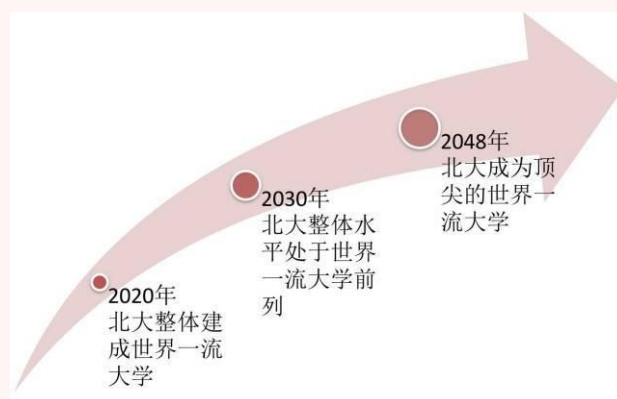 2020年
北大整体建
成世界一流
大学
2030年
北大整体水
平处于世界
一流大学前
列
2048年
北大成为顶
尖的世界一
流大学